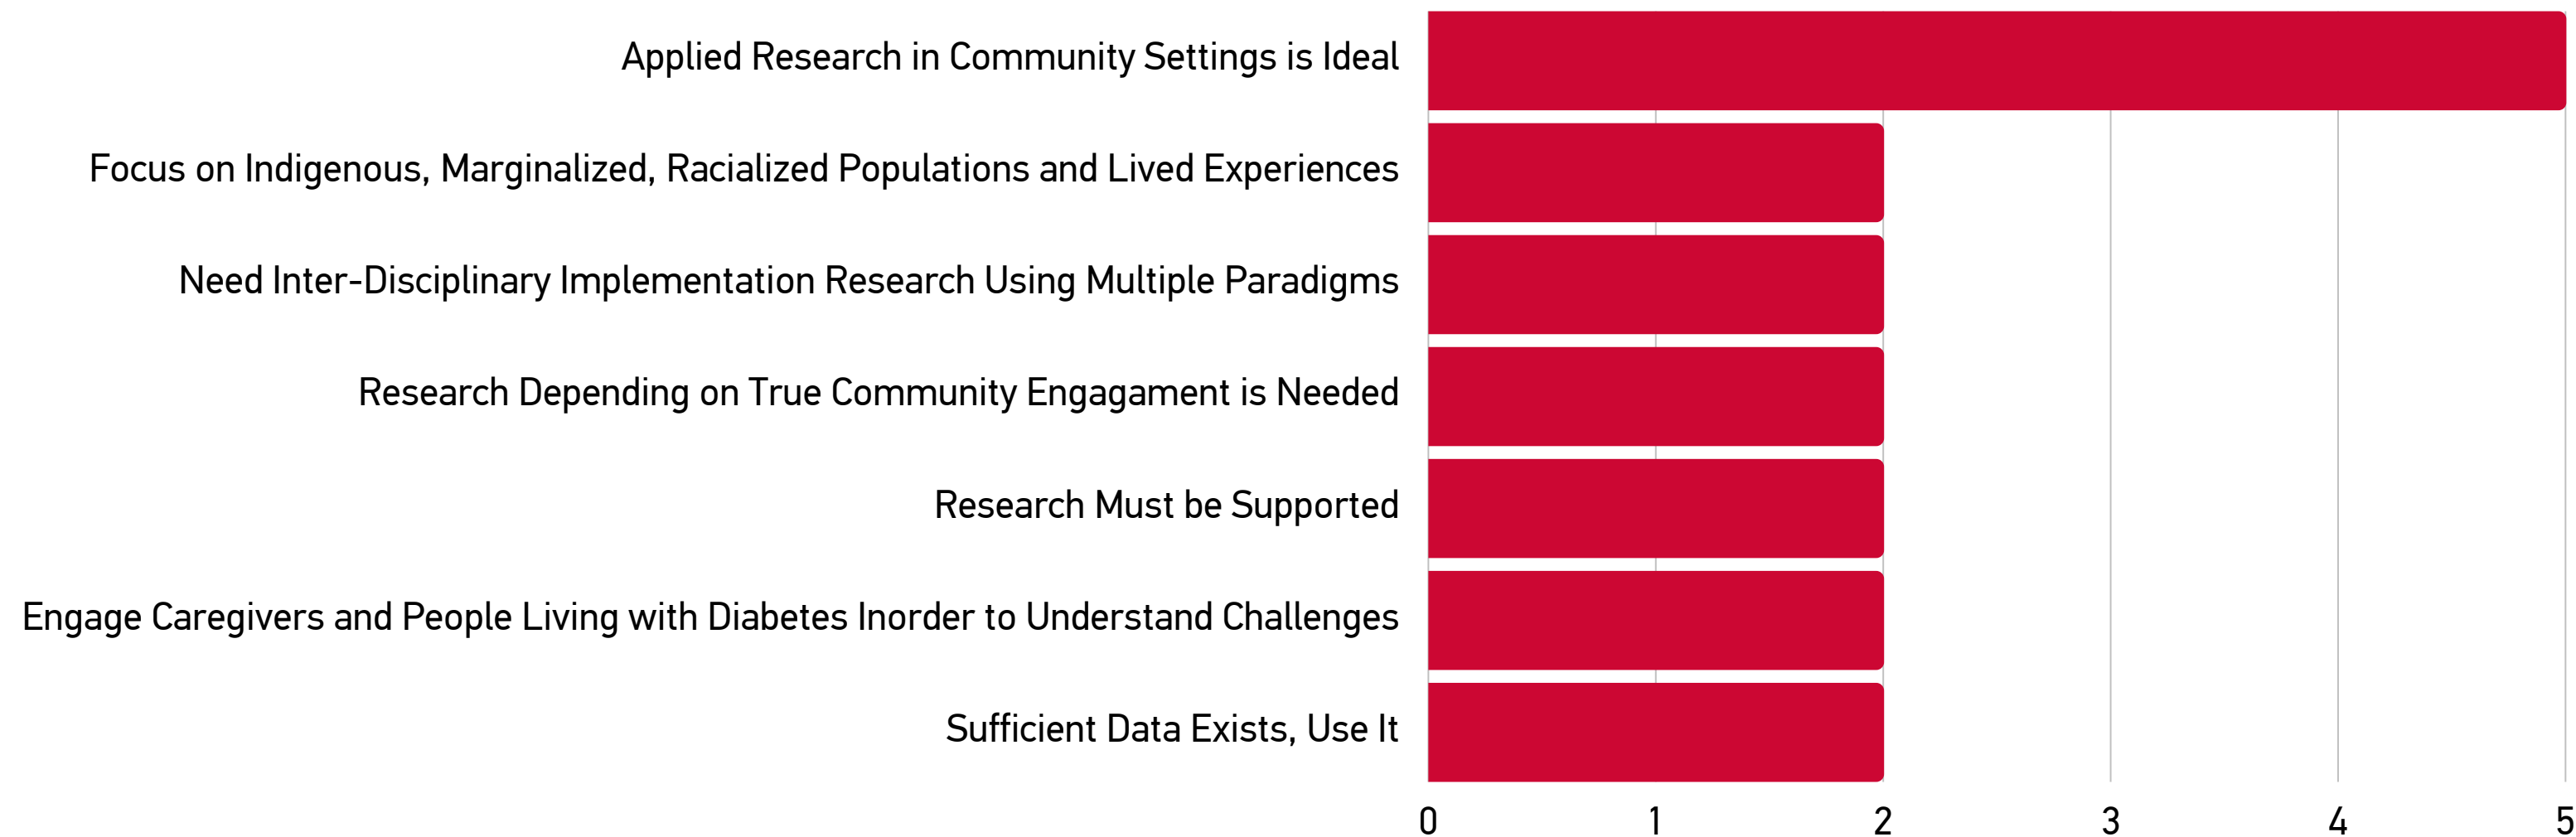 Applied Research in Community Settings is Ideal
Focus on Indigenous, Marginalized, Racialized Populations and Lived Experiences
Need Inter-Disciplinary Implementation Research Using Multiple Paradigms
Research Depending on True Community Engagament is Needed
Research Must be Supported
Engage Caregivers and People Living with Diabetes Inorder to Understand Challenges
Sufficient Data Exists, Use It
0 1 2 3 4 5